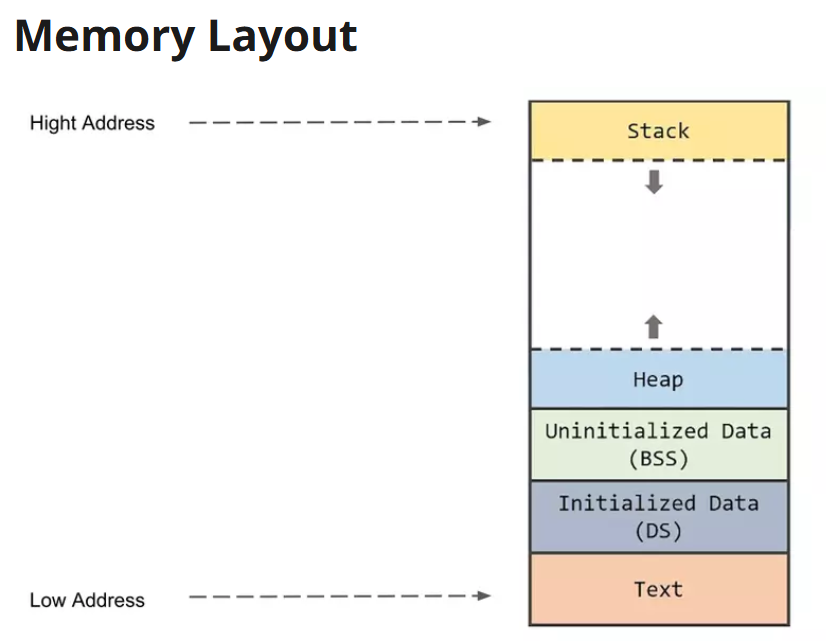 Memory Layout
Hight Address
Stack
Heap
Uninitialized Data
(BSS)
Initialized Data
(DS)
Text
Low Address